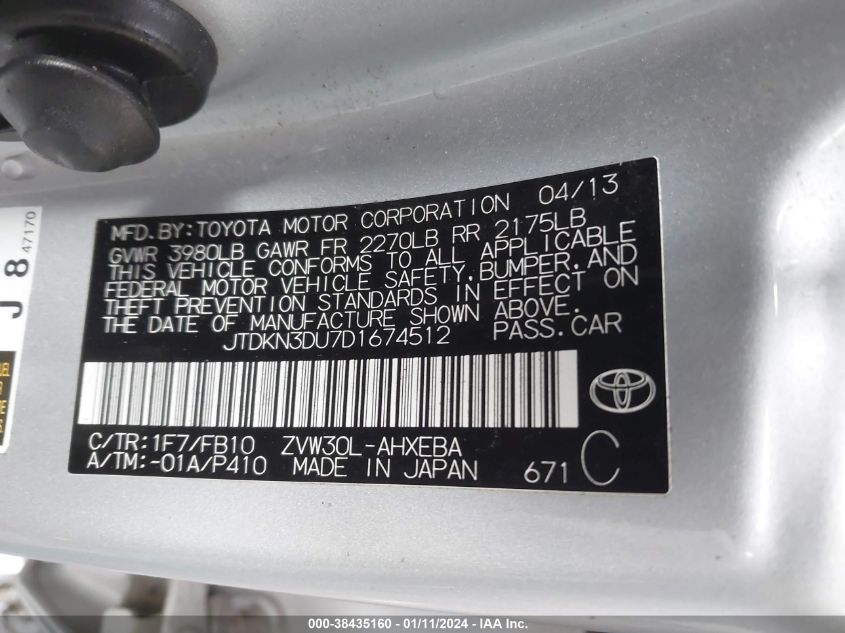 MFD. BY: TOYOTA MOTOR CORPORATION 04/13
GVWR 3980LB GAWR FR 2270LB RR 2175LB
THIS VEHICLE CONFORMS TO ALL APPLICABLE
FEDERAL MOTOR VEHICLE SAFETY, BUMPER, AND
THEFT PREVENTION STANDARDS IN EFFECT ON
THE DATE OF MANUFACTURE SHOWN ABOVE.
JTDKN3DU7D1674512 PASS. CAR
C/TR: 1F7/FB10 ZVW30L-AHXEBA
A/TM: -01A/P410 MADE IN JAPAN 671 C
J 8 47170
000-38435160 - 01/11/2024 - IAAI.com